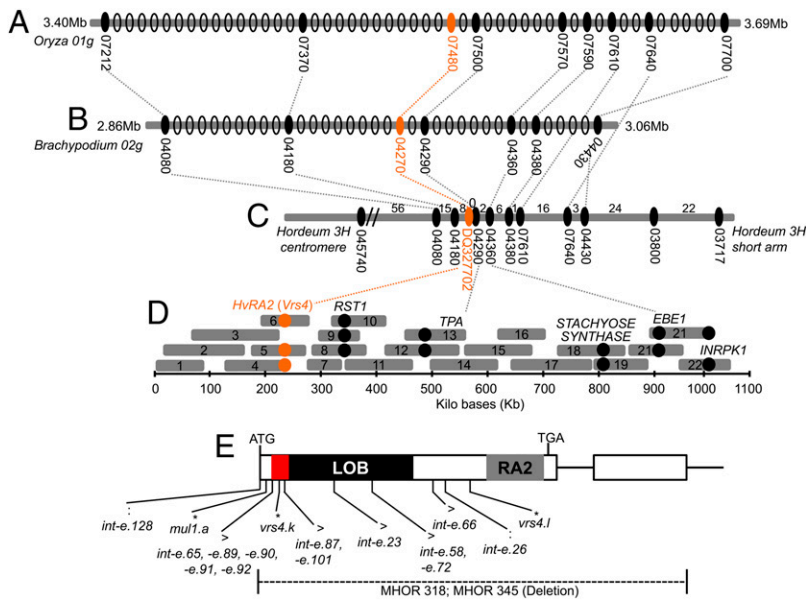 A
3.40Mb
3.69Mb
Oryza 01g
07212
07370
07480
07500
07570
07590
07610
07640
07700
B
2.86Mb
3.06Mb
Brachypodium 02g
04080
04180
04270
04290
04360
04380
04430
C
56
15
8
0
2
6
1
16
3
24
22
Hordeum 3H
centromere
Hordeum 3H
short arm
045740
04080
04180
DQ327702
04290
04360
04380
07610
07640
04430
03800
03717
D
HvRA2 (Vrs4)
RST1
TPA
STACHYOSE
SYNTHASE
EBE1
INRPK1
6
10
3
9
13
16
21
2
5
8
12
15
18
21
1
4
7
11
14
17
19
22
0
100
200
300
400
500
600
700
800
900
1000
1100
Kilo bases (Kb)
E
ATG
TGA
LOB
RA2
:
int-e.128
*
mul1.a
>
int-e.65, -e.89, -e.90,
-e.91, -e.92
*
vrs4.k
>
int-e.87,
-e.101
>
int-e.23
>
int-e.58,
-e.72
>
int-e.66
:
int-e.26
*
vrs4.l
MHOR 318; MHOR 345 (Deletion)